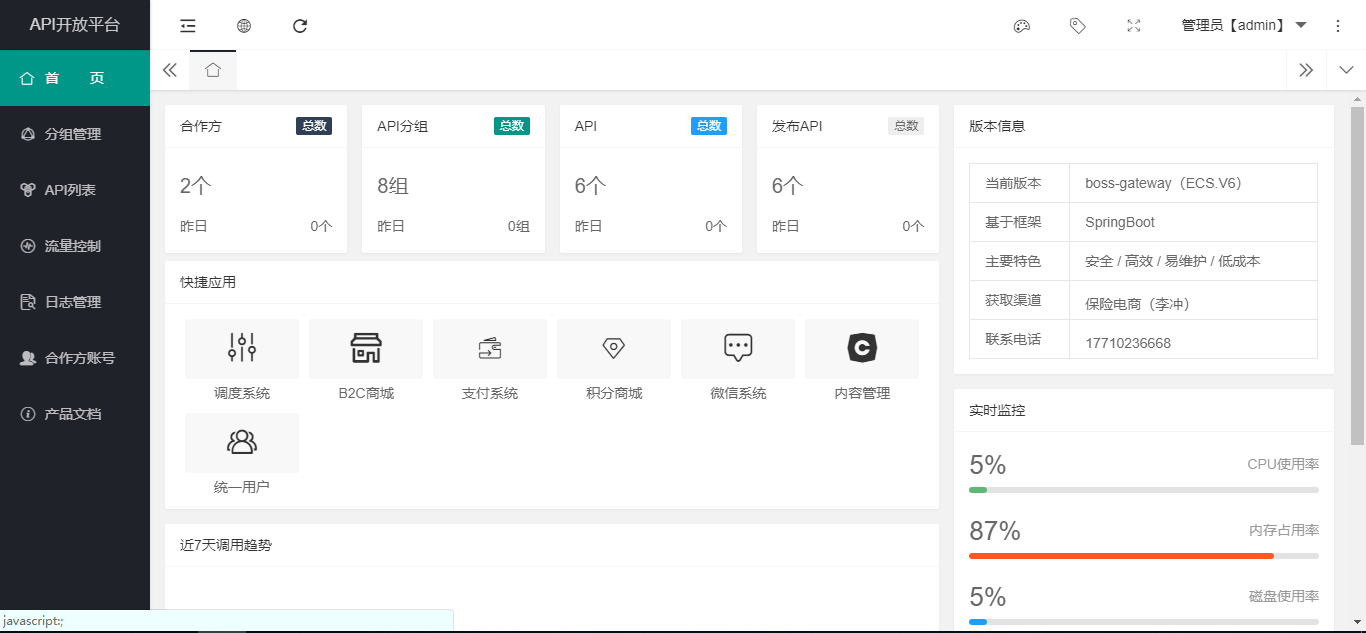 API开放平台
管理员【admin】
首 页
分组管理
API列表
流量控制
日志管理
合作方账号
产品文档
合作方 总数
2个
昨日 0个
API分组 总数
8组
昨日 0组
API 总数
6个
昨日 0个
发布API 总数
6个
昨日 0个
快捷应用
调度系统 B2C商城 支付系统 积分商城 微信系统 内容管理
统一用户
近7天调用趋势
版本信息
当前版本 boss-gateway（ECS.V6）
基于框架 SpringBoot
主要特色 安全 / 高效 / 易维护 / 低成本
获取渠道 保险电商（李冲）
联系电话 17710236668
实时监控
5% CPU使用率
87% 内存占用率
5% 磁盘使用率
javascript:;